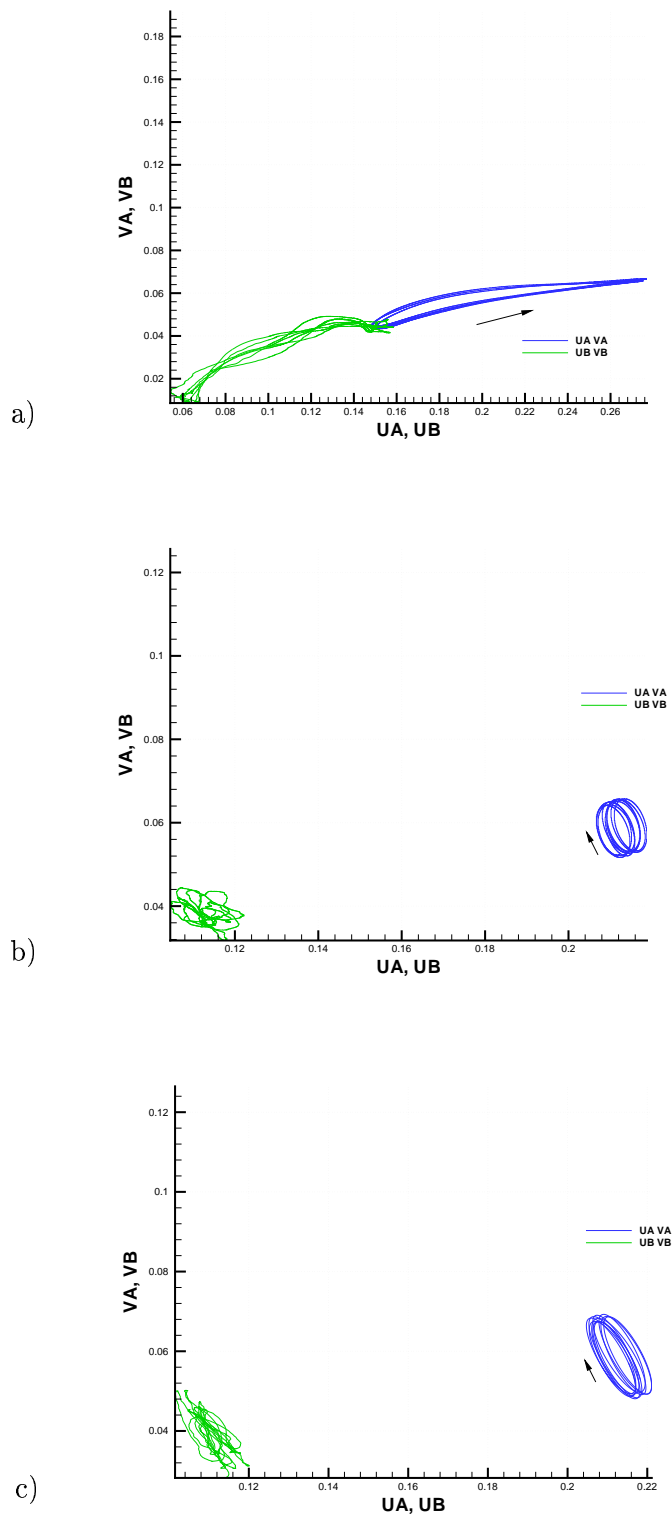 0.18
0.16
0.14
0.12
0.1
0.08
0.06
0.04
0.02
VA, VB
UA VA
UB VB
0.06 0.08 0.1 0.12 0.14 0.16 0.18 0.2 0.22 0.24 0.26
UA, UB
a)
0.12
0.1
0.08
0.06
0.04
VA, VB
UA VA
UB VB
0.12 0.14 0.16 0.18 0.2
UA, UB
b)
0.12
0.1
0.08
0.06
0.04
VA, VB
UA VA
UB VB
0.12 0.14 0.16 0.18 0.2 0.22
UA, UB
c)